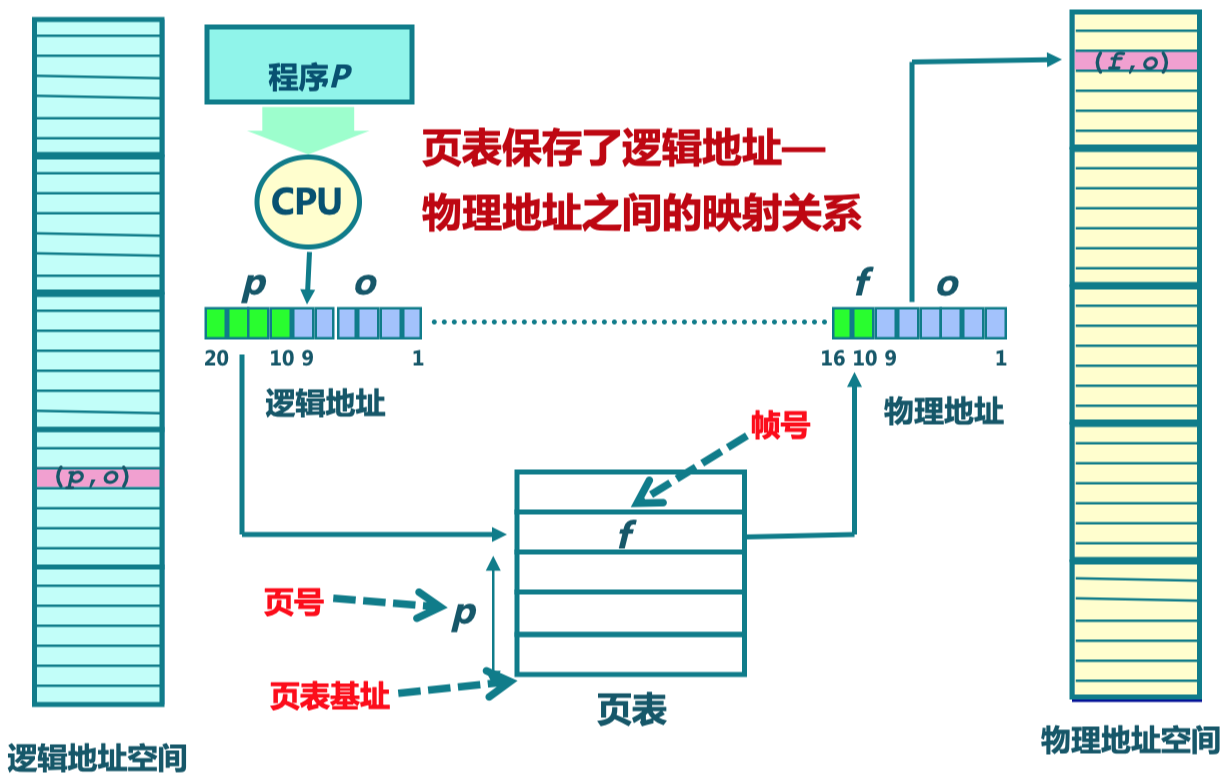 程序P
(f,o)
CPU
页表保存了逻辑地址—
物理地址之间的映射关系
p o
f o
20 10 9 1
16 10 9 1
逻辑地址
物理地址
帧号
(p,o)
f
页号
p
页表基址
页表
逻辑地址空间
物理地址空间